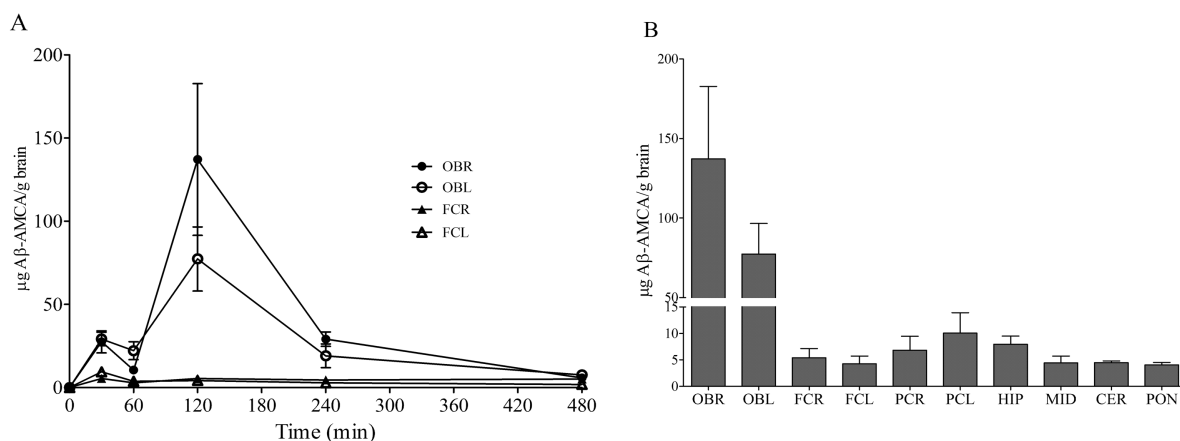 A
µg Aβ-AMCA/g brain
200
150
100
50
0
0 60 120 180 240 300 360 420 480
Time (min)
OBR
OBL
FCR
FCL
B
µg Aβ-AMCA/g brain
200
150
100
50
15
10
5
0
OBR OBL FCR FCL PCR PCL HIP MID CER PON